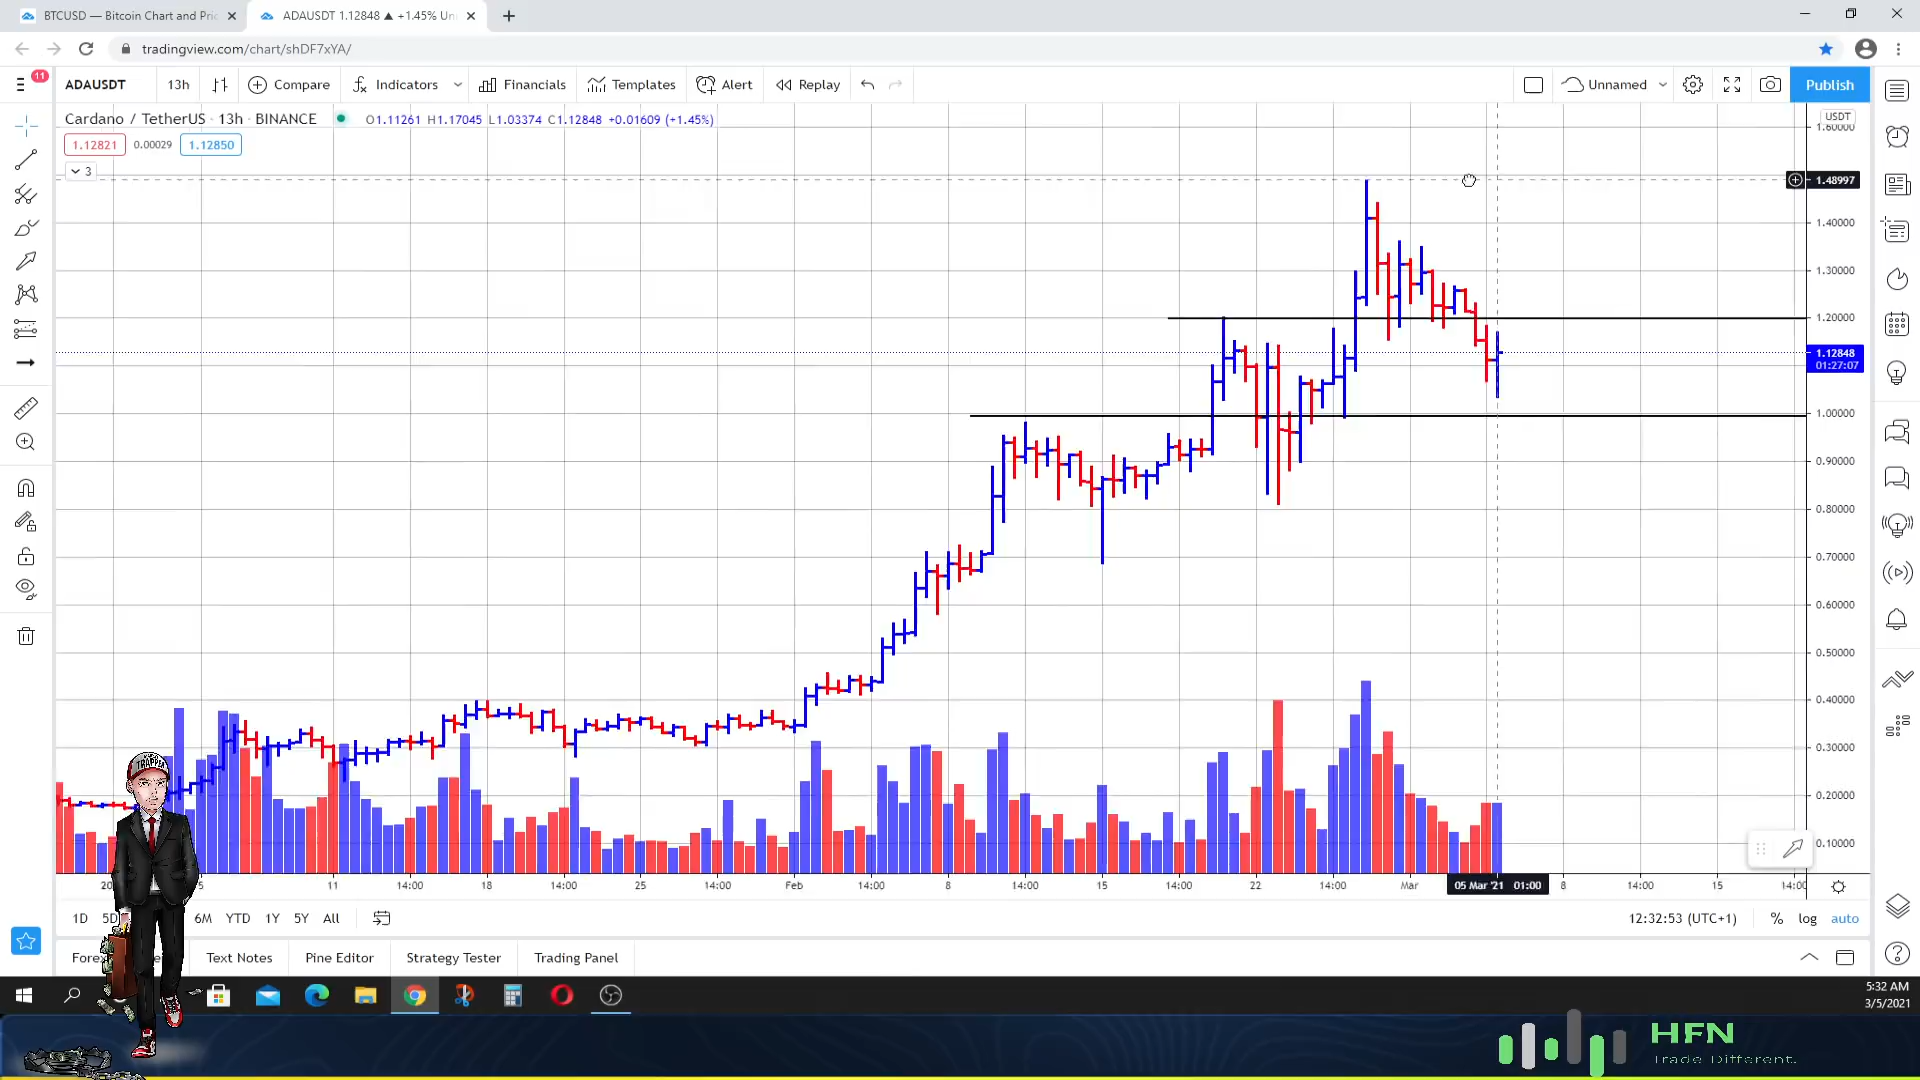 BTCUSD — Bitcoin Chart and Pric
ADAUSDT 1.12848 ▲ +1.45% Un
tradingview.com/chart/shDF7xYA/
11
ADAUSDT 13h Compare Indicators Financials Templates Alert Replay Unnamed Publish
Cardano / TetherUS · 13h · BINANCE O1.11261 H1.17045 L1.03374 C1.12848 +0.01609 (+1.45%)
USDT
1.60000
1.12821 0.00029 1.12850
3
1.48997
1.40000
1.30000
1.20000
1.12848
01:27:07
1.00000
0.90000
0.80000
0.70000
0.60000
0.50000
0.40000
0.30000
TRAPPER
0.20000
0.10000
20 5 11 14:00 18 14:00 25 14:00 Feb 14:00 8 14:00 15 14:00 22 14:00 Mar 05 Mar '21 01:00 8 14:00 15 14:00
1D 5D 6M YTD 1Y 5Y All 12:32:53 (UTC+1) % log auto
Text Notes Pine Editor Strategy Tester Trading Panel
5:32 AM
3/5/2021
HFN
Trade Different.